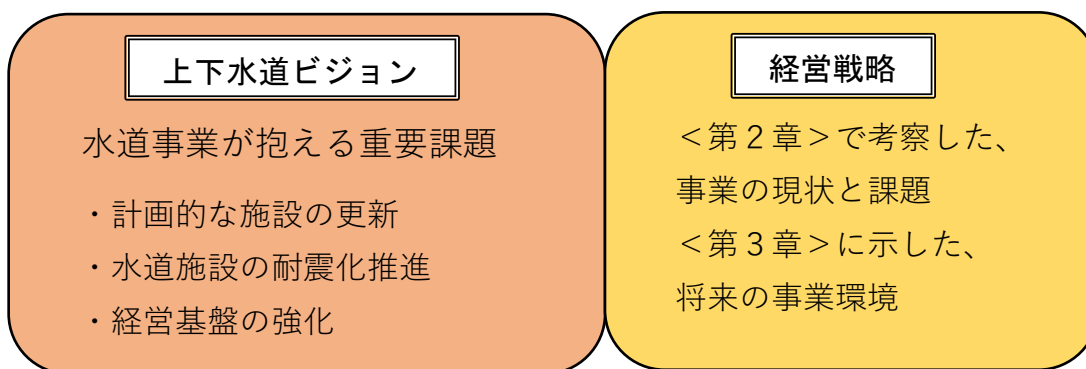 上下水道ビジョン
水道事業が抱える重要課題
・計画的な施設の更新
・水道施設の耐震化推進
・経営基盤の強化
経営戦略
＜第２章＞で考察した、
事業の現状と課題
＜第３章＞に示した、
将来の事業環境